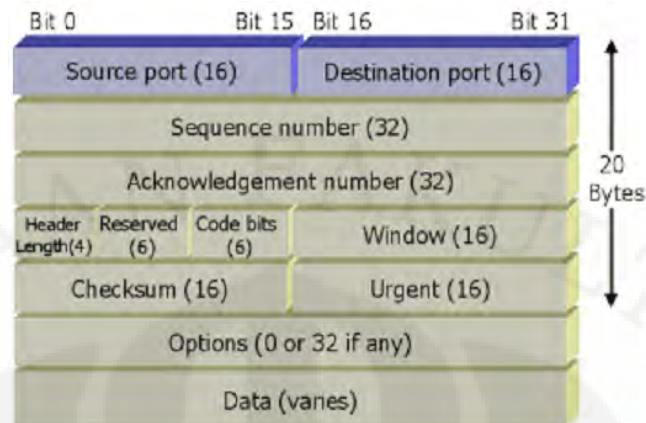 Bit 0 Bit 15 Bit 16 Bit 31
Source port (16) Destination port (16)
Sequence number (32)
Acknowledgement number (32)
20
Bytes
Header Length(4) Reserved (6) Code bits (6) Window (16)
Checksum (16) Urgent (16)
Options (0 or 32 if any)
Data (vanes)